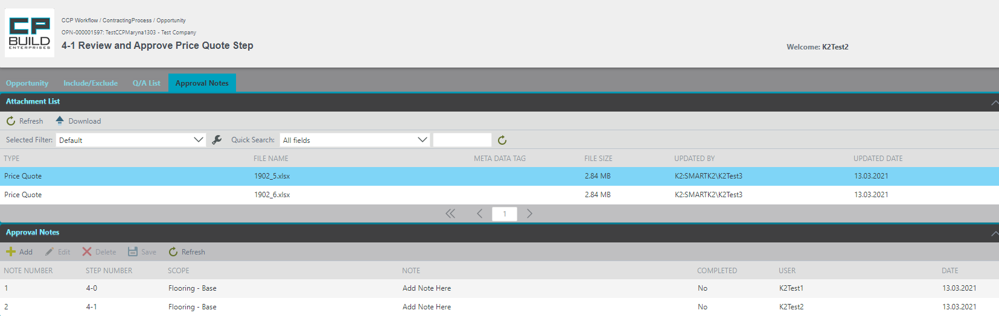 CP
BUILD
ENTERPRISES
CCP Workflow / ContractingProcess / Opportunity
OPN-000001597: TestCCPMaryna1303 - Test Company
4-1 Review and Approve Price Quote Step
Welcome: K2Test2
Opportunity Include/Exclude Q/A List Approval Notes
Attachment List
Refresh Download
Selected Filter: Default Quick Search: All fields
TYPE FILE NAME META DATA TAG FILE SIZE UPDATED BY UPDATED DATE
Price Quote 1902_5.xlsx 2.84 MB K2:SMARTK2\K2Test3 13.03.2021
Price Quote 1902_6.xlsx 2.84 MB K2:SMARTK2\K2Test3 13.03.2021
1
Approval Notes
Add Edit Delete Save Refresh
NOTE NUMBER STEP NUMBER SCOPE NOTE COMPLETED USER DATE
1 4-0 Flooring - Base Add Note Here No K2Test1 13.03.2021
2 4-1 Flooring - Base Add Note Here No K2Test2 13.03.2021